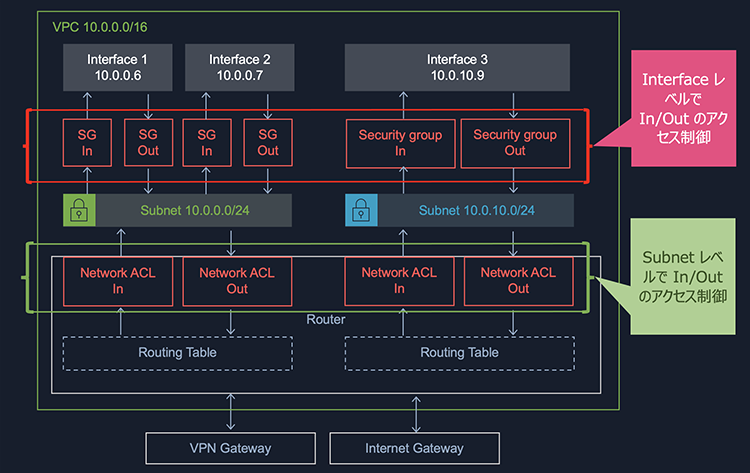 VPC 10.0.0.0/16
Interface 1
10.0.0.6
Interface 2
10.0.0.7
Interface 3
10.0.10.9
Interface レ
ベルで
In/Out のアク
セス制御
SG
In
SG
Out
SG
In
SG
Out
Security group
In
Security group
Out
Subnet 10.0.0.0/24
Subnet 10.0.10.0/24
Subnet レベ
ルで In/Out
のアクセス制御
Network ACL
In
Network ACL
Out
Network ACL
In
Network ACL
Out
Router
Routing Table
Routing Table
VPN Gateway
Internet Gateway